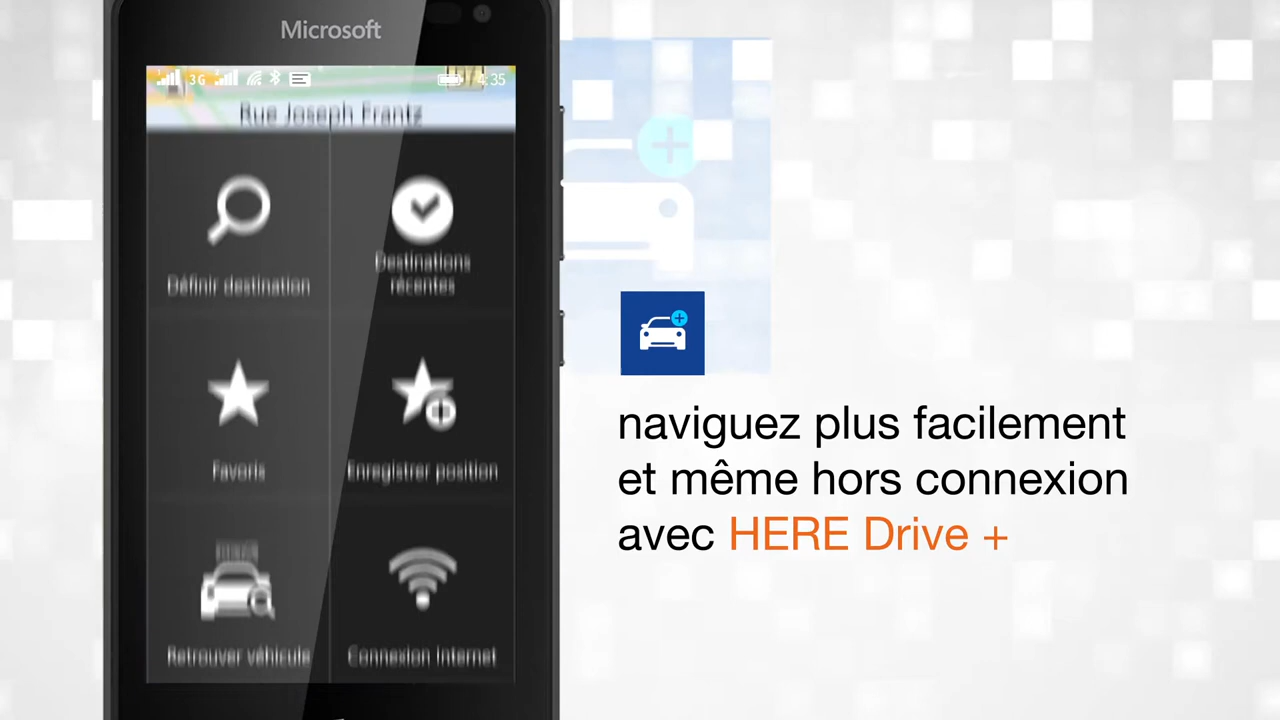 Microsoft
3G
4:35
Rue Joseph Frantz
Définir destination
Destinations
récentes
Favoris
Enregistrer position
Retrouver véhicule
Connexion Internet
naviguez plus facilement
et même hors connexion
avec HERE Drive +